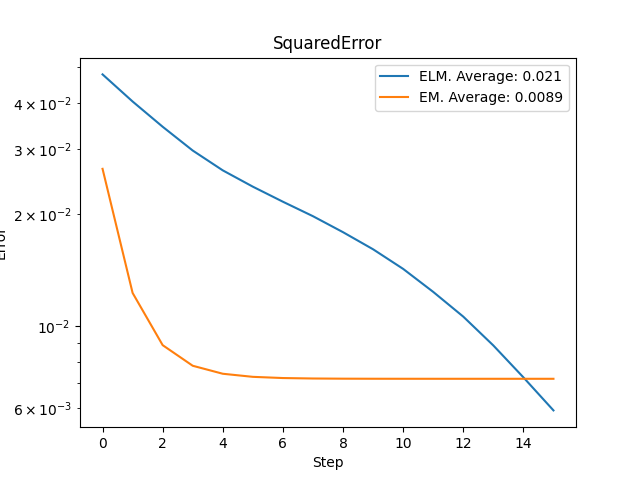 SquaredError
ELM. Average: 0.021
EM. Average: 0.0089
4 × 10⁻²
3 × 10⁻²
2 × 10⁻²
10⁻²
6 × 10⁻³
Error
0 2 4 6 8 10 12 14
Step